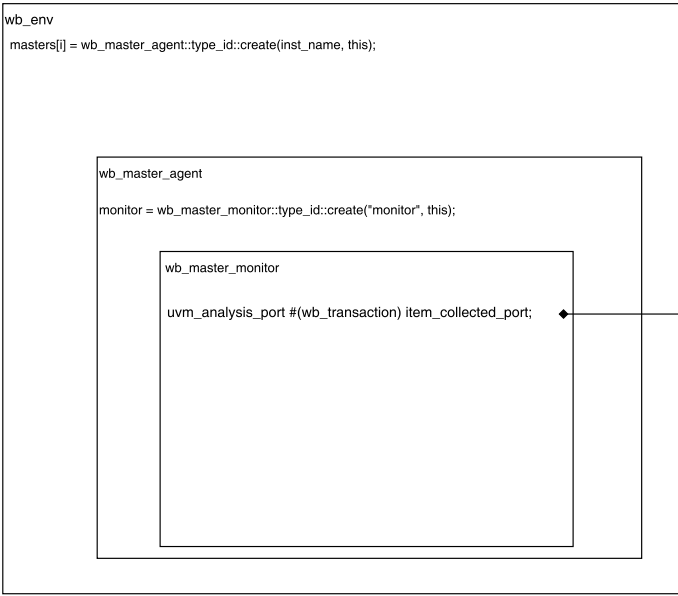 wb_env
masters[i] = wb_master_agent::type_id::create(inst_name, this);
wb_master_agent
monitor = wb_master_monitor::type_id::create("monitor", this);
wb_master_monitor
uvm_analysis_port #(wb_transaction) item_collected_port;